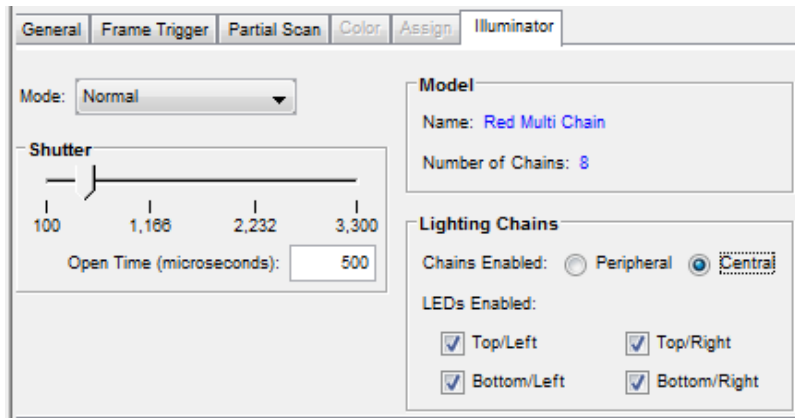 General Frame Trigger Partial Scan Color Assign Illuminator
Mode: Normal
Shutter
100 1,166 2,232 3,300
Open Time (microseconds): 500
Model
Name: Red Multi Chain
Number of Chains: 8
Lighting Chains
Chains Enabled: Peripheral Central
LEDs Enabled:
Top/Left Top/Right
Bottom/Left Bottom/Right